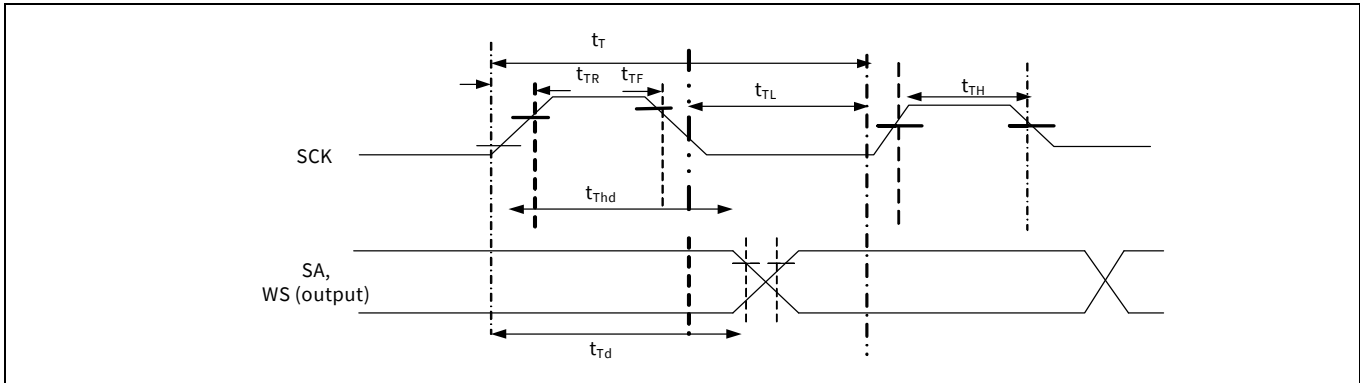 tT
tTR
tTF
tTL
tTH
SCK
tThd
SA,
WS (output)
tTd